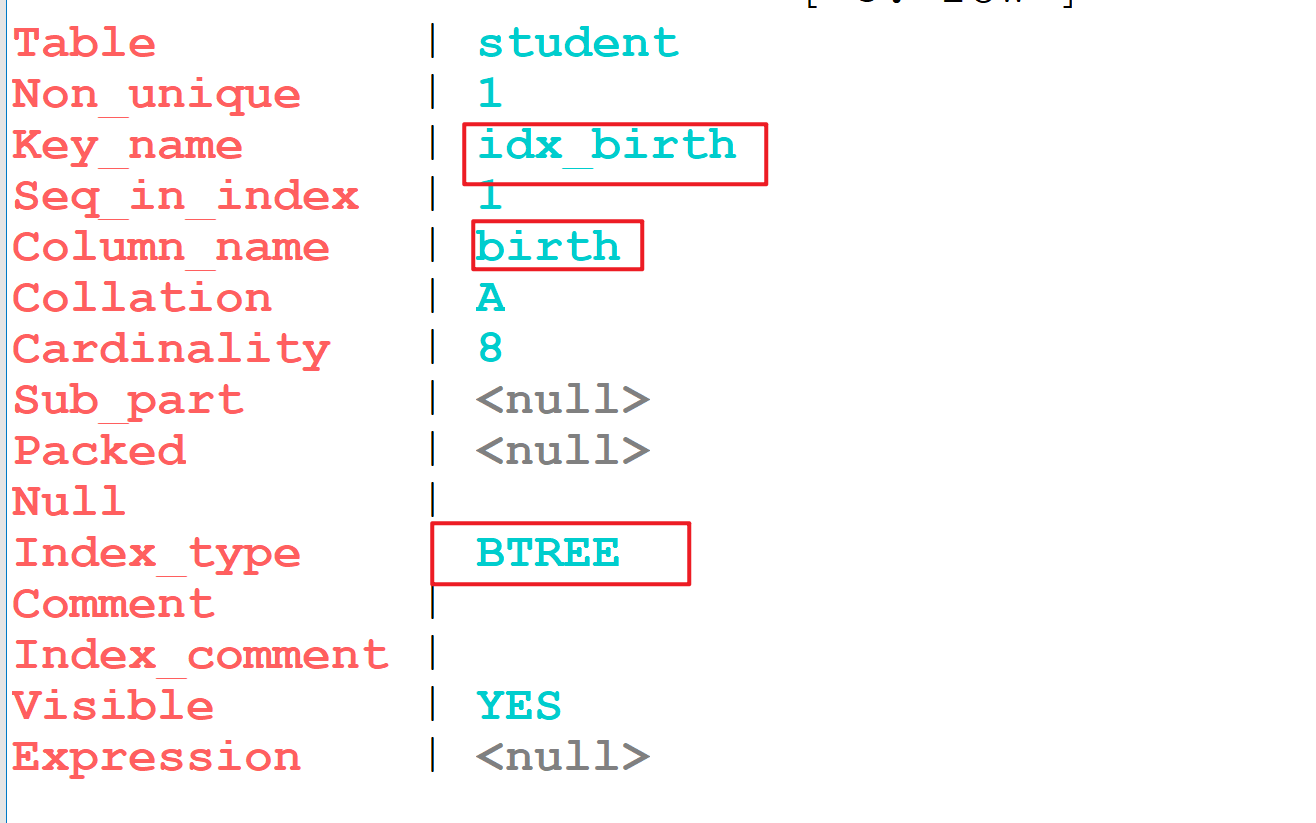 Table | student
Non_unique | 1
Key_name | idx_birth
Seq_in_index | 1
Column_name | birth
Collation | A
Cardinality | 8
Sub_part | <null>
Packed | <null>
Null |
Index_type BTREE
Comment |
Index_comment |
Visible | YES
Expression | <null>